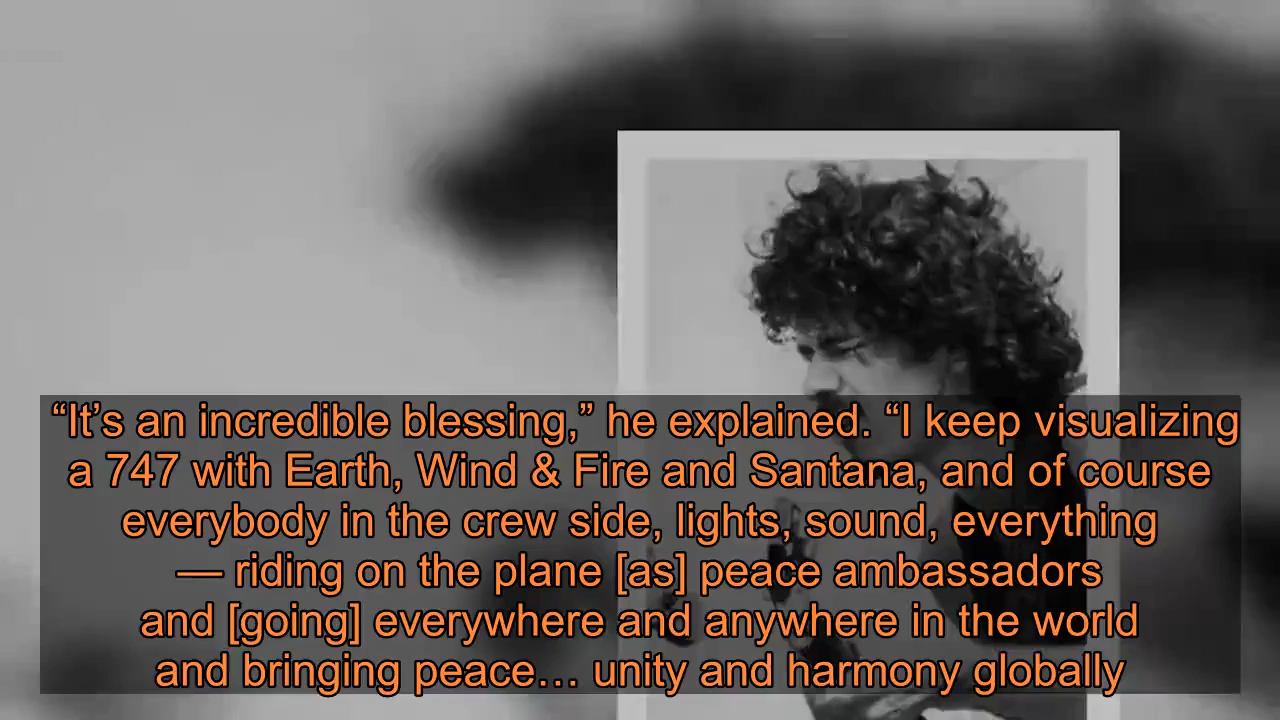 “It’s an incredible blessing,” he explained. “I keep visualizing
a 747 with Earth, Wind & Fire and Santana, and of course
everybody in the crew side, lights, sound, everything
— riding on the plane [as] peace ambassadors
and [going] everywhere and anywhere in the world
and bringing peace… unity and harmony globally